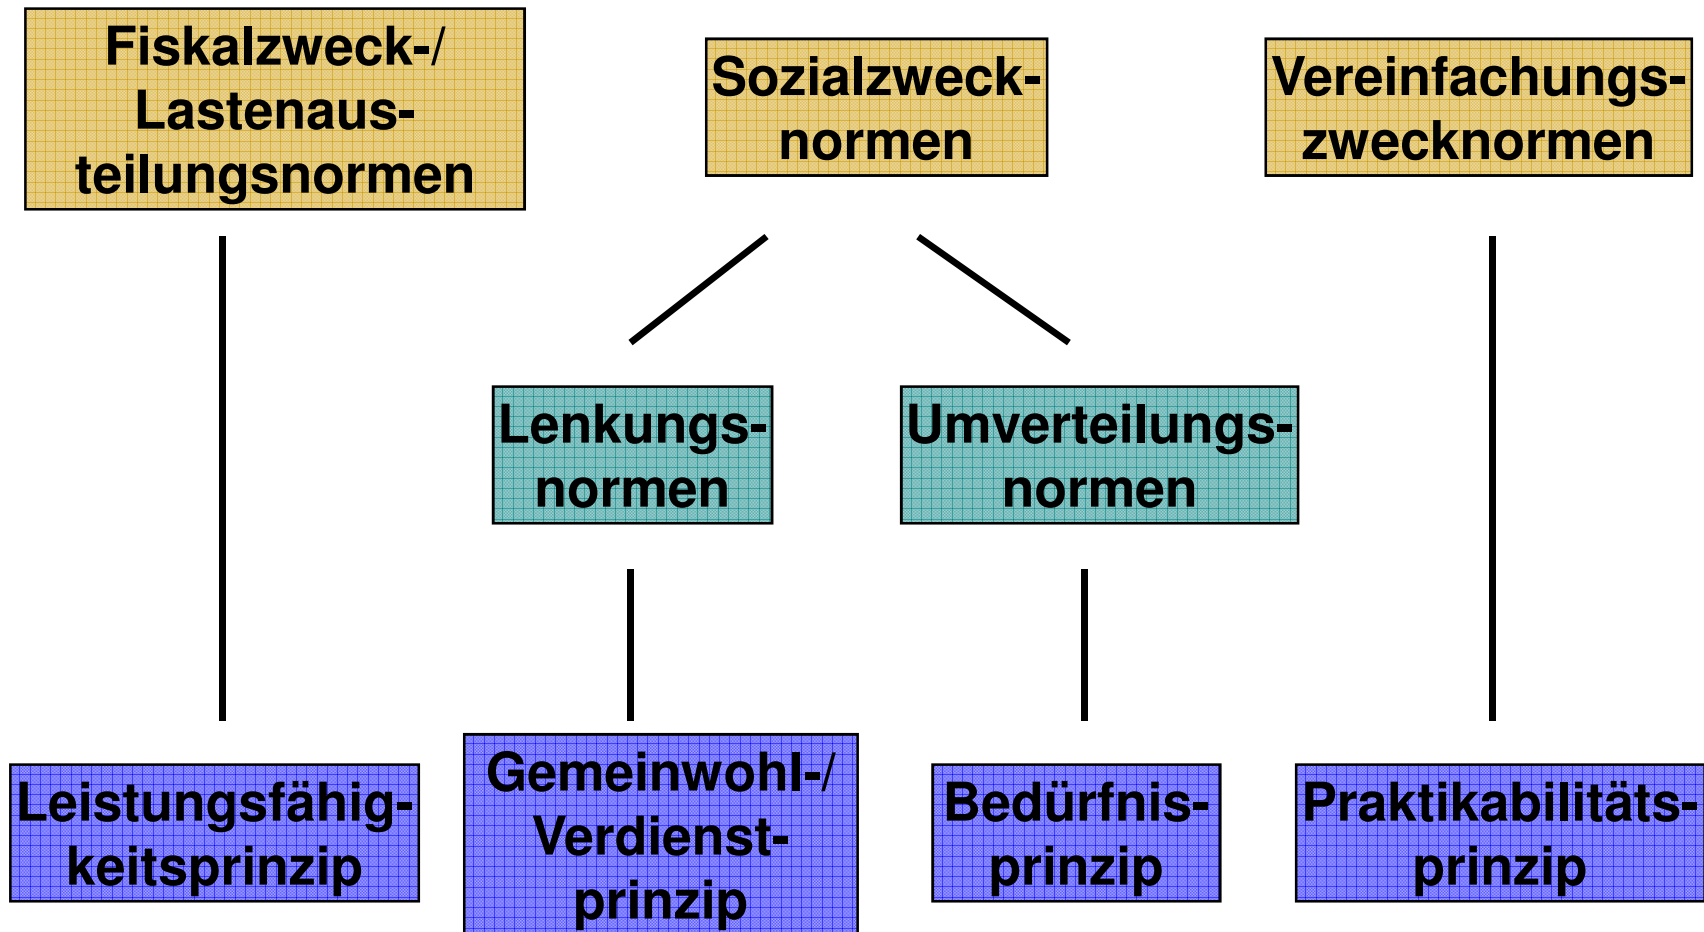 Fiskalzweck-/
Lastenaus-
teilungsnormen
Sozialzweck-
normen
Vereinfachungs-
zwecknormen
Lenkungs-
normen
Umverteilungs-
normen
Leistungsfähig-
keitsprinzip
Gemeinwohl-/
Verdienst-
prinzip
Bedürfnis-
prinzip
Praktikabilitäts-
prinzip